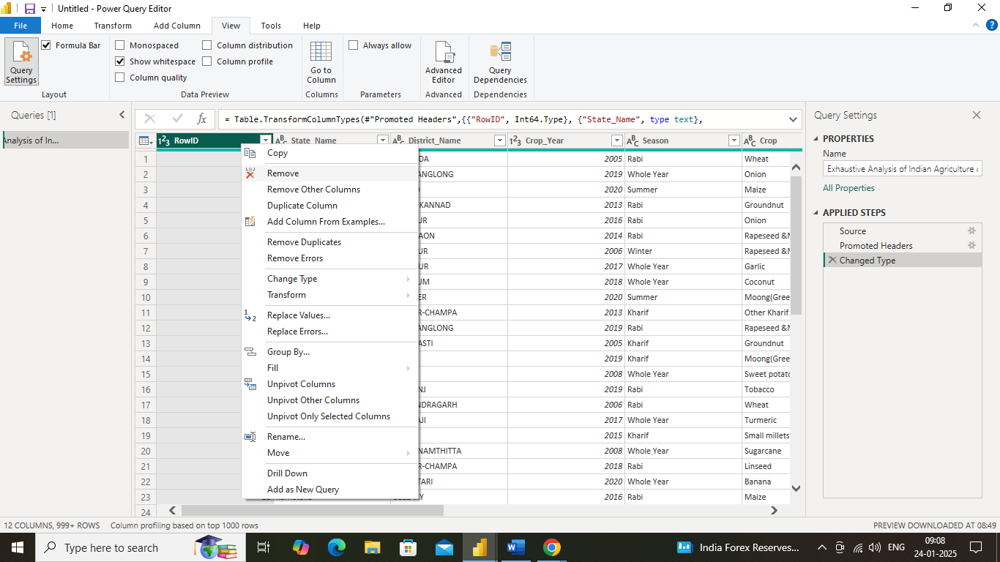 Untitled - Power Query Editor
File Home Transform Add Column View Tools Help
Query Settings
Formula Bar
Layout
Monospaced
Show whitespace
Column quality
Column distribution
Column profile
Data Preview
Go to Column
Columns
Always allow
Parameters
Advanced Editor
Advanced
Query Dependencies
Dependencies
Queries [1]
Analysis of In...
fx
= Table.TransformColumnTypes(#"Promoted Headers",{{"RowID", Int64.Type}, {"State_Name", type text},
RowID State_Name District_Name Crop_Year Season Crop
1 DA 2005 Rabi Wheat
2 ANGLONG 2019 Whole Year Onion
3 2020 Summer Maize
4 KANNAD 2013 Rabi Groundnut
5 UR 2016 Rabi Onion
6 AON 2014 Rabi Rapeseed &M
7 UR 2006 Winter Rapeseed &M
8 UR 2017 Whole Year Garlic
9 UM 2018 Whole Year Coconut
10 ER 2020 Summer Moong(Gree
11 R-CHAMPA 2013 Kharif Other Kharif
12 ANGLONG 2019 Rabi Rapeseed &M
13 ASTI 2005 Kharif Groundnut
14 2019 Kharif Moong(Gree
15 2008 Whole Year Sweet potato
16 NJ 2019 Rabi Tobacco
17 NDRAGARH 2006 Rabi Wheat
18 AJI 2017 Whole Year Turmeric
19 2015 Kharif Small millets
20 NAMTHITTA 2008 Whole Year Sugarcane
21 R-CHAMPA 2018 Rabi Linseed
22 TARI 2020 Whole Year Banana
23 2016 Rabi Maize
24
Copy
Remove
Remove Other Columns
Duplicate Column
Add Column From Examples...
Remove Duplicates
Remove Errors
Change Type
Transform
Replace Values...
Replace Errors...
Group By...
Fill
Unpivot Columns
Unpivot Other Columns
Unpivot Only Selected Columns
Rename...
Move
Drill Down
Add as New Query
Query Settings
PROPERTIES
Name
Exhaustive Analysis of Indian Agriculture
All Properties
APPLIED STEPS
Source
Promoted Headers
Changed Type
12 COLUMNS, 999+ ROWS Column profiling based on top 1000 rows
PREVIEW DOWNLOADED AT 08:49
Type here to search
India Forex Reserves...
ENG
09:08
24-01-2025